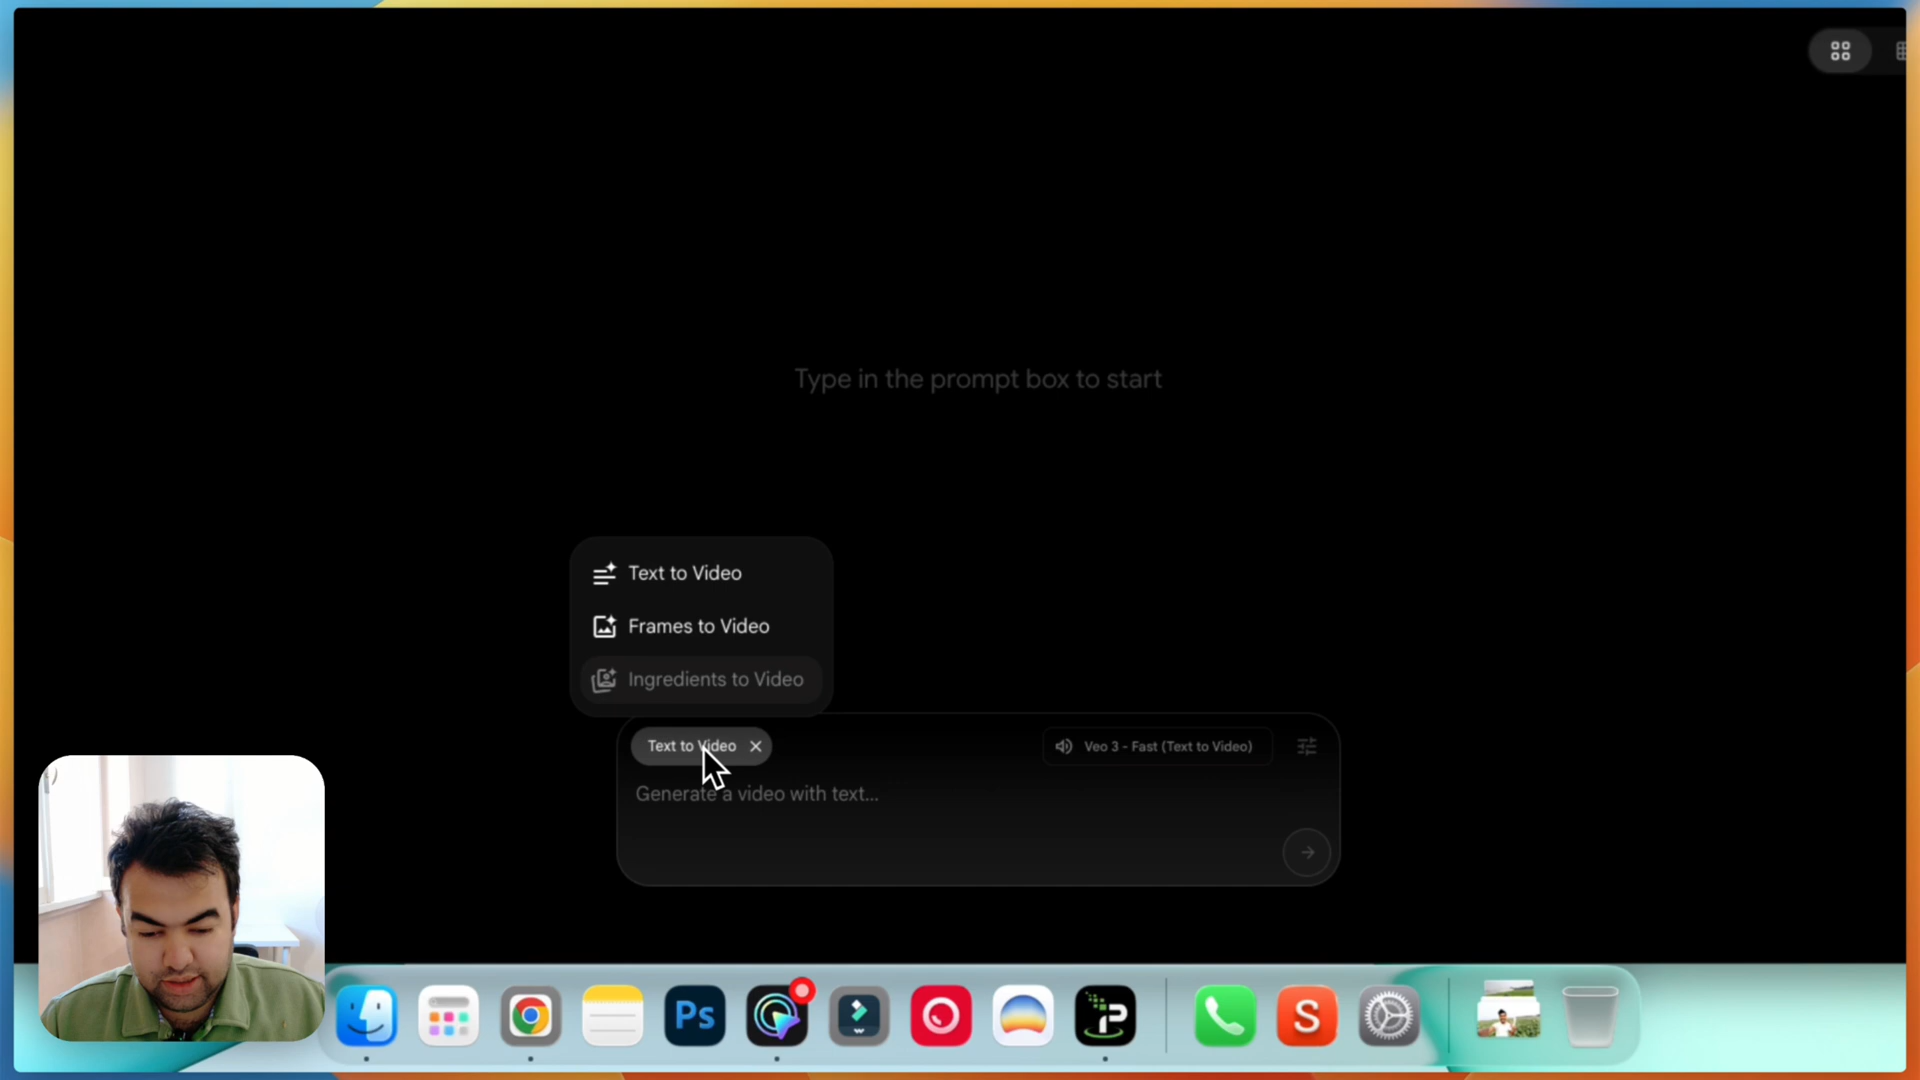 Type in the prompt box to start
Text to Video
Frames to Video
Ingredients to Video
Text to Video
Veo 3 - Fast (Text to Video)
Generate a video with text...
Ps
P
S